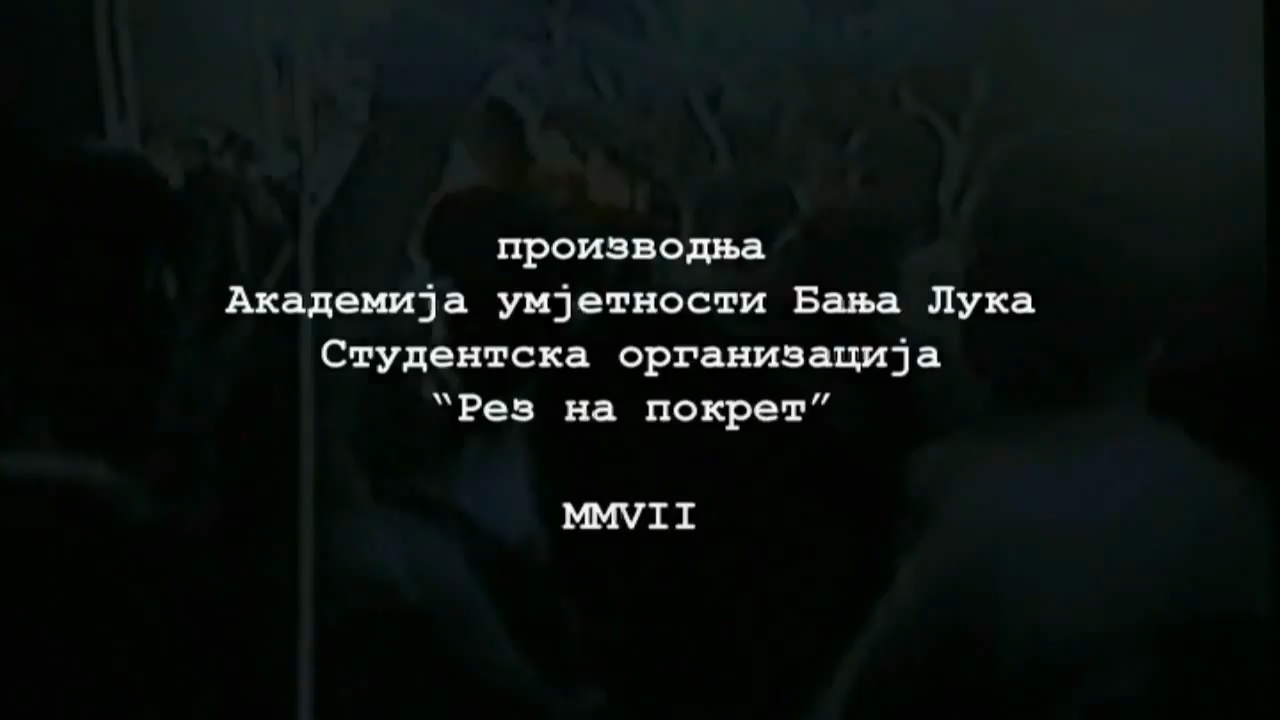 производња
Академија умјетности Бања Лука
Студентска организација
“Рез на покрет”
MMVII